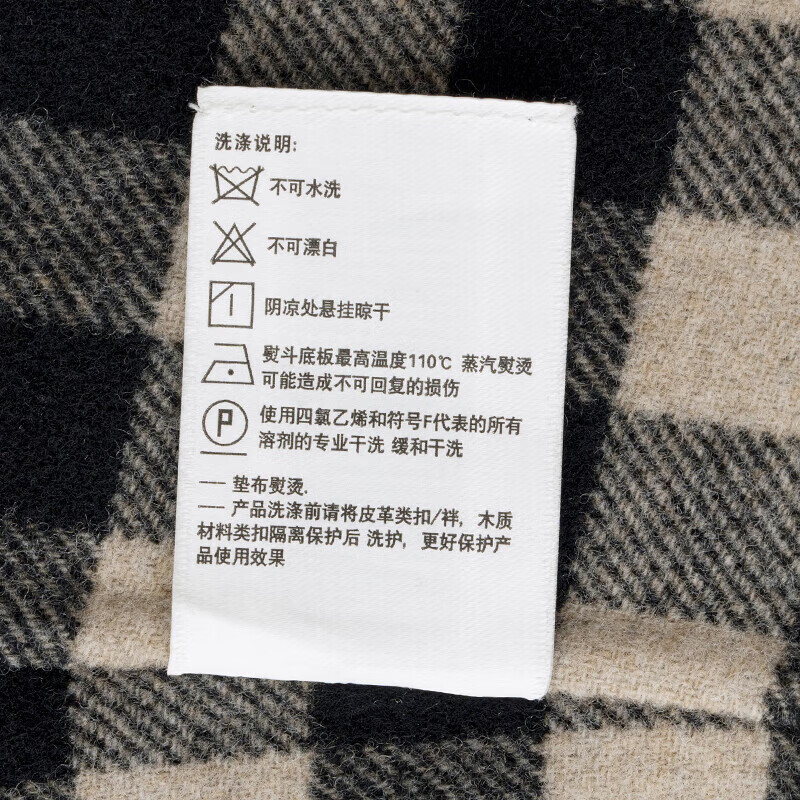 洗涤说明:
不可水洗
不可漂白
阴凉处悬挂晾干
熨斗底板最高温度110℃ 蒸汽熨烫
可能造成不可回复的损伤
P
使用四氯乙烯和符号F代表的所有
溶剂的专业干洗 缓和干洗
—— 垫布熨烫.
—— 产品洗涤前请将皮革类扣/袢, 木质
材料类扣隔离保护后 洗护, 更好保护产
品使用效果